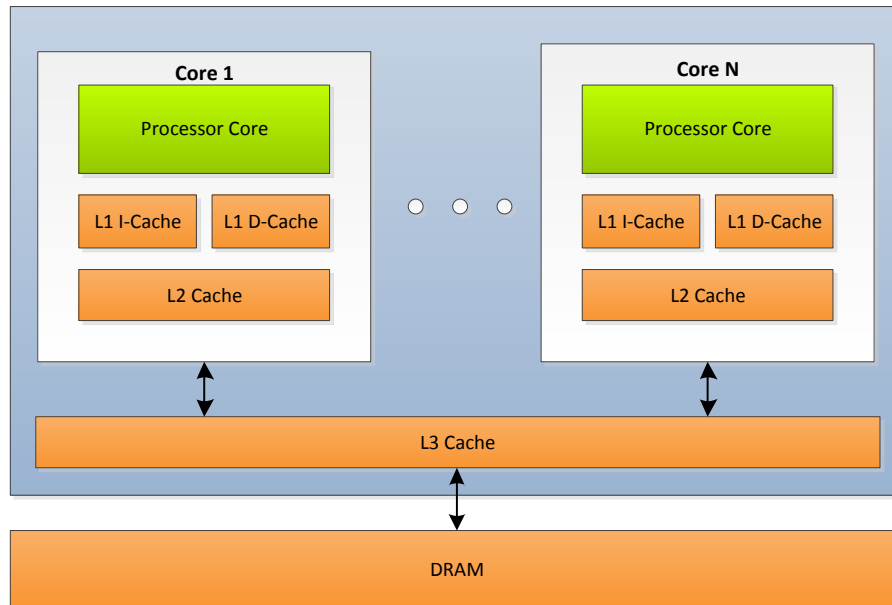 Core 1
Processor Core
L1 I-Cache
L1 D-Cache
L2 Cache
Core N
Processor Core
L1 I-Cache
L1 D-Cache
L2 Cache
L3 Cache
DRAM